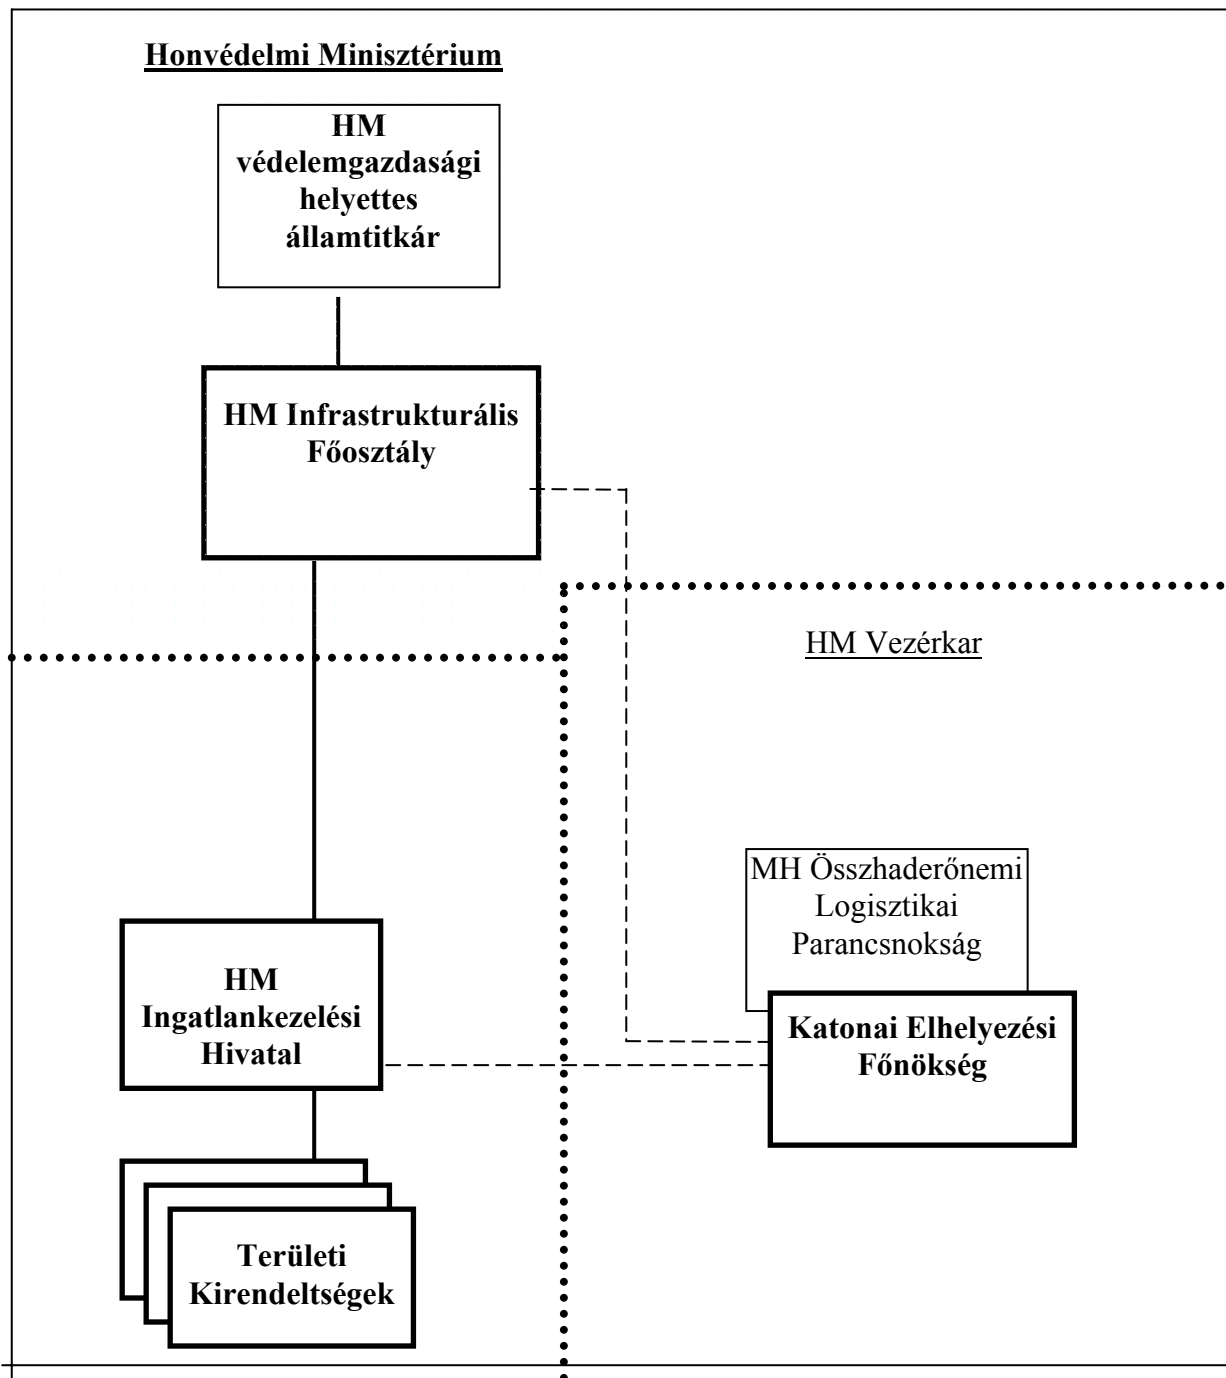 Honvédelmi Minisztérium
HM
védelemgazdasági
helyettes
államtitkár
HM Infrastrukturális
Főosztály
HM Vezérkar
MH Összhaderőnemi
Logisztikai
Parancsnokság
HM
Ingatlankezelési
Hivatal
Katonai Elhelyezési
Főnökség
Területi
Kirendeltségek